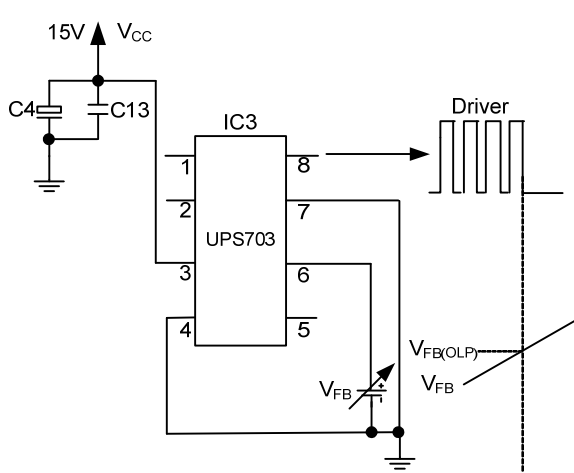 15V VCC
C4
C13
IC3
Driver
1
8
2
7
UPS703
3
6
4
5
VFB(OLP)
VFB
+
-
VFB